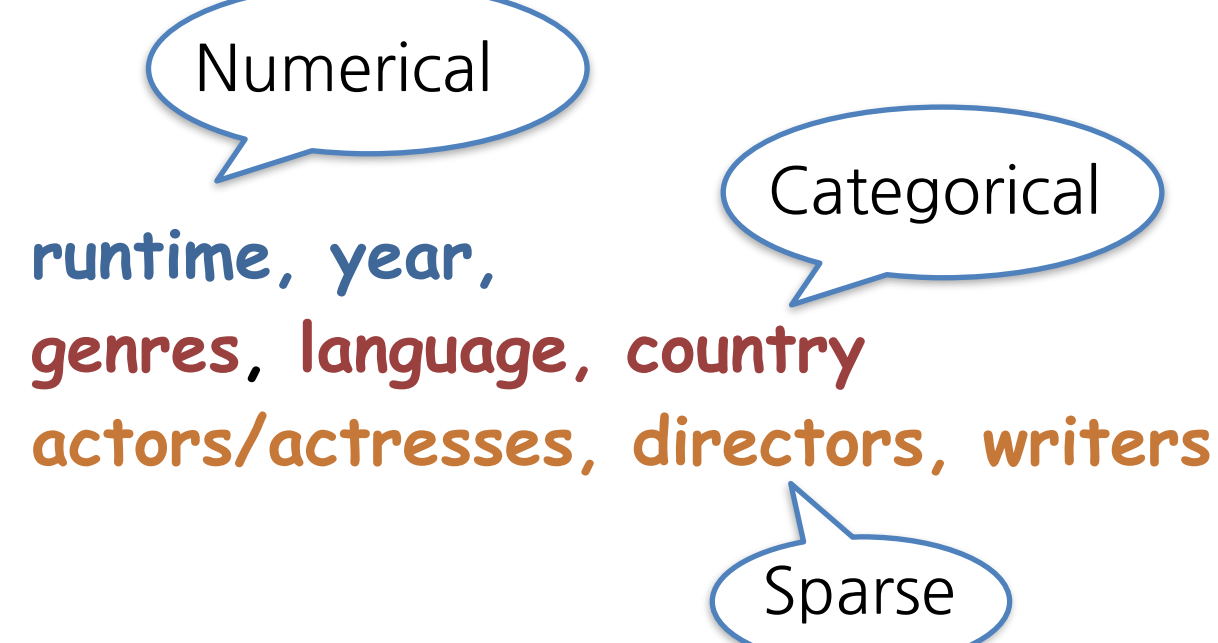 Numerical
Categorical
runtime, year,
genres, language, country
actors/actresses, directors, writers
Sparse